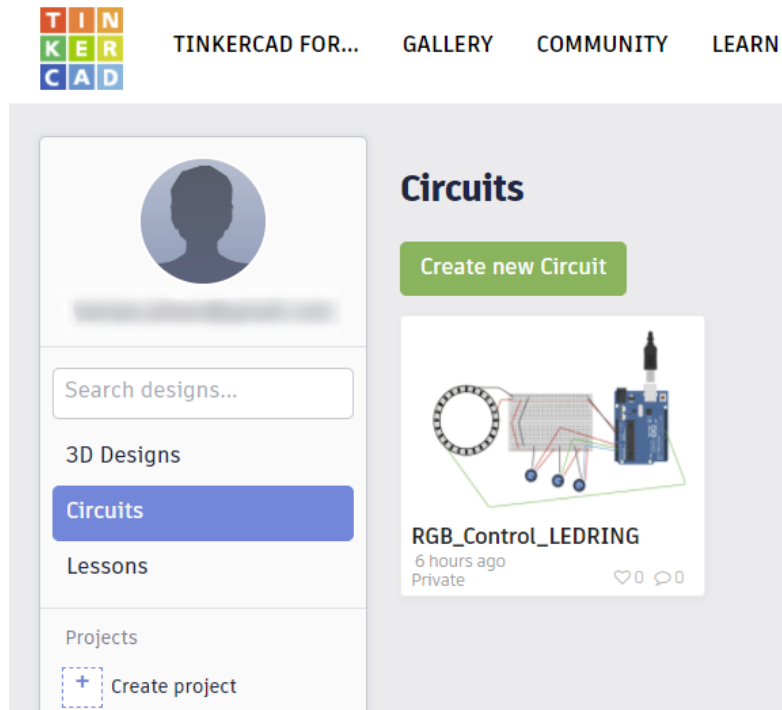 TINKERCAD
TINKERCAD FOR...
GALLERY
COMMUNITY
LEARN
Search designs...
3D Designs
Circuits
Lessons
Projects
+ Create project
Circuits
Create new Circuit
RGB_Control_LEDRING
6 hours ago
Private
0 0